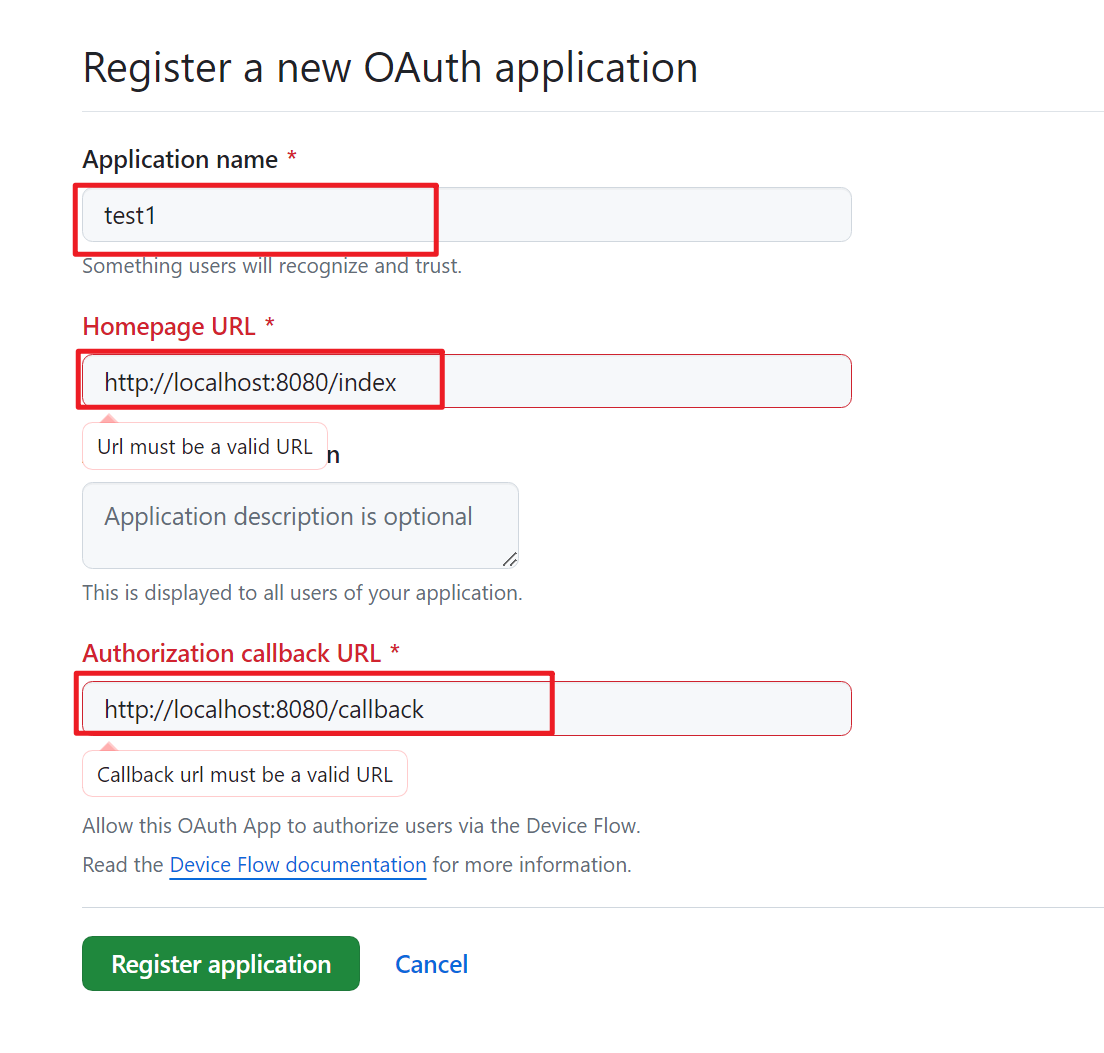 Register a new OAuth application
Application name *
test1
Something users will recognize and trust.
Homepage URL *
http://localhost:8080/index
Url must be a valid URL
n
Application description is optional
This is displayed to all users of your application.
Authorization callback URL *
http://localhost:8080/callback
Callback url must be a valid URL
Allow this OAuth App to authorize users via the Device Flow.
Read the Device Flow documentation for more information.
Register application Cancel